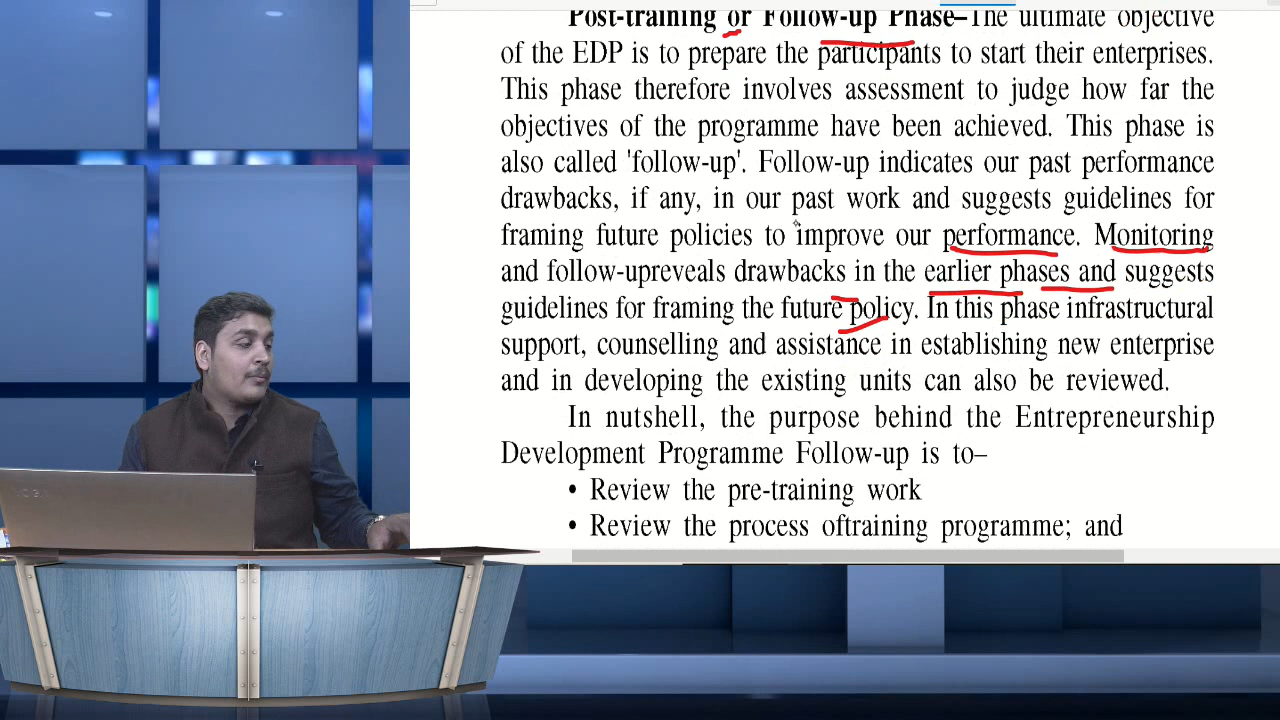 Post-training or Follow-up Phase–The ultimate objective
of the EDP is to prepare the participants to start their enterprises.
This phase therefore involves assessment to judge how far the
objectives of the programme have been achieved. This phase is
also called 'follow-up'. Follow-up indicates our past performance
drawbacks, if any, in our past work and suggests guidelines for
framing future policies to improve our performance. Monitoring
and follow-upreveals drawbacks in the earlier phases and suggests
guidelines for framing the future policy. In this phase infrastructural
support, counselling and assistance in establishing new enterprise
and in developing the existing units can also be reviewed.
In nutshell, the purpose behind the Entrepreneurship
Development Programme Follow-up is to–
• Review the pre-training work
• Review the process oftraining programme; and